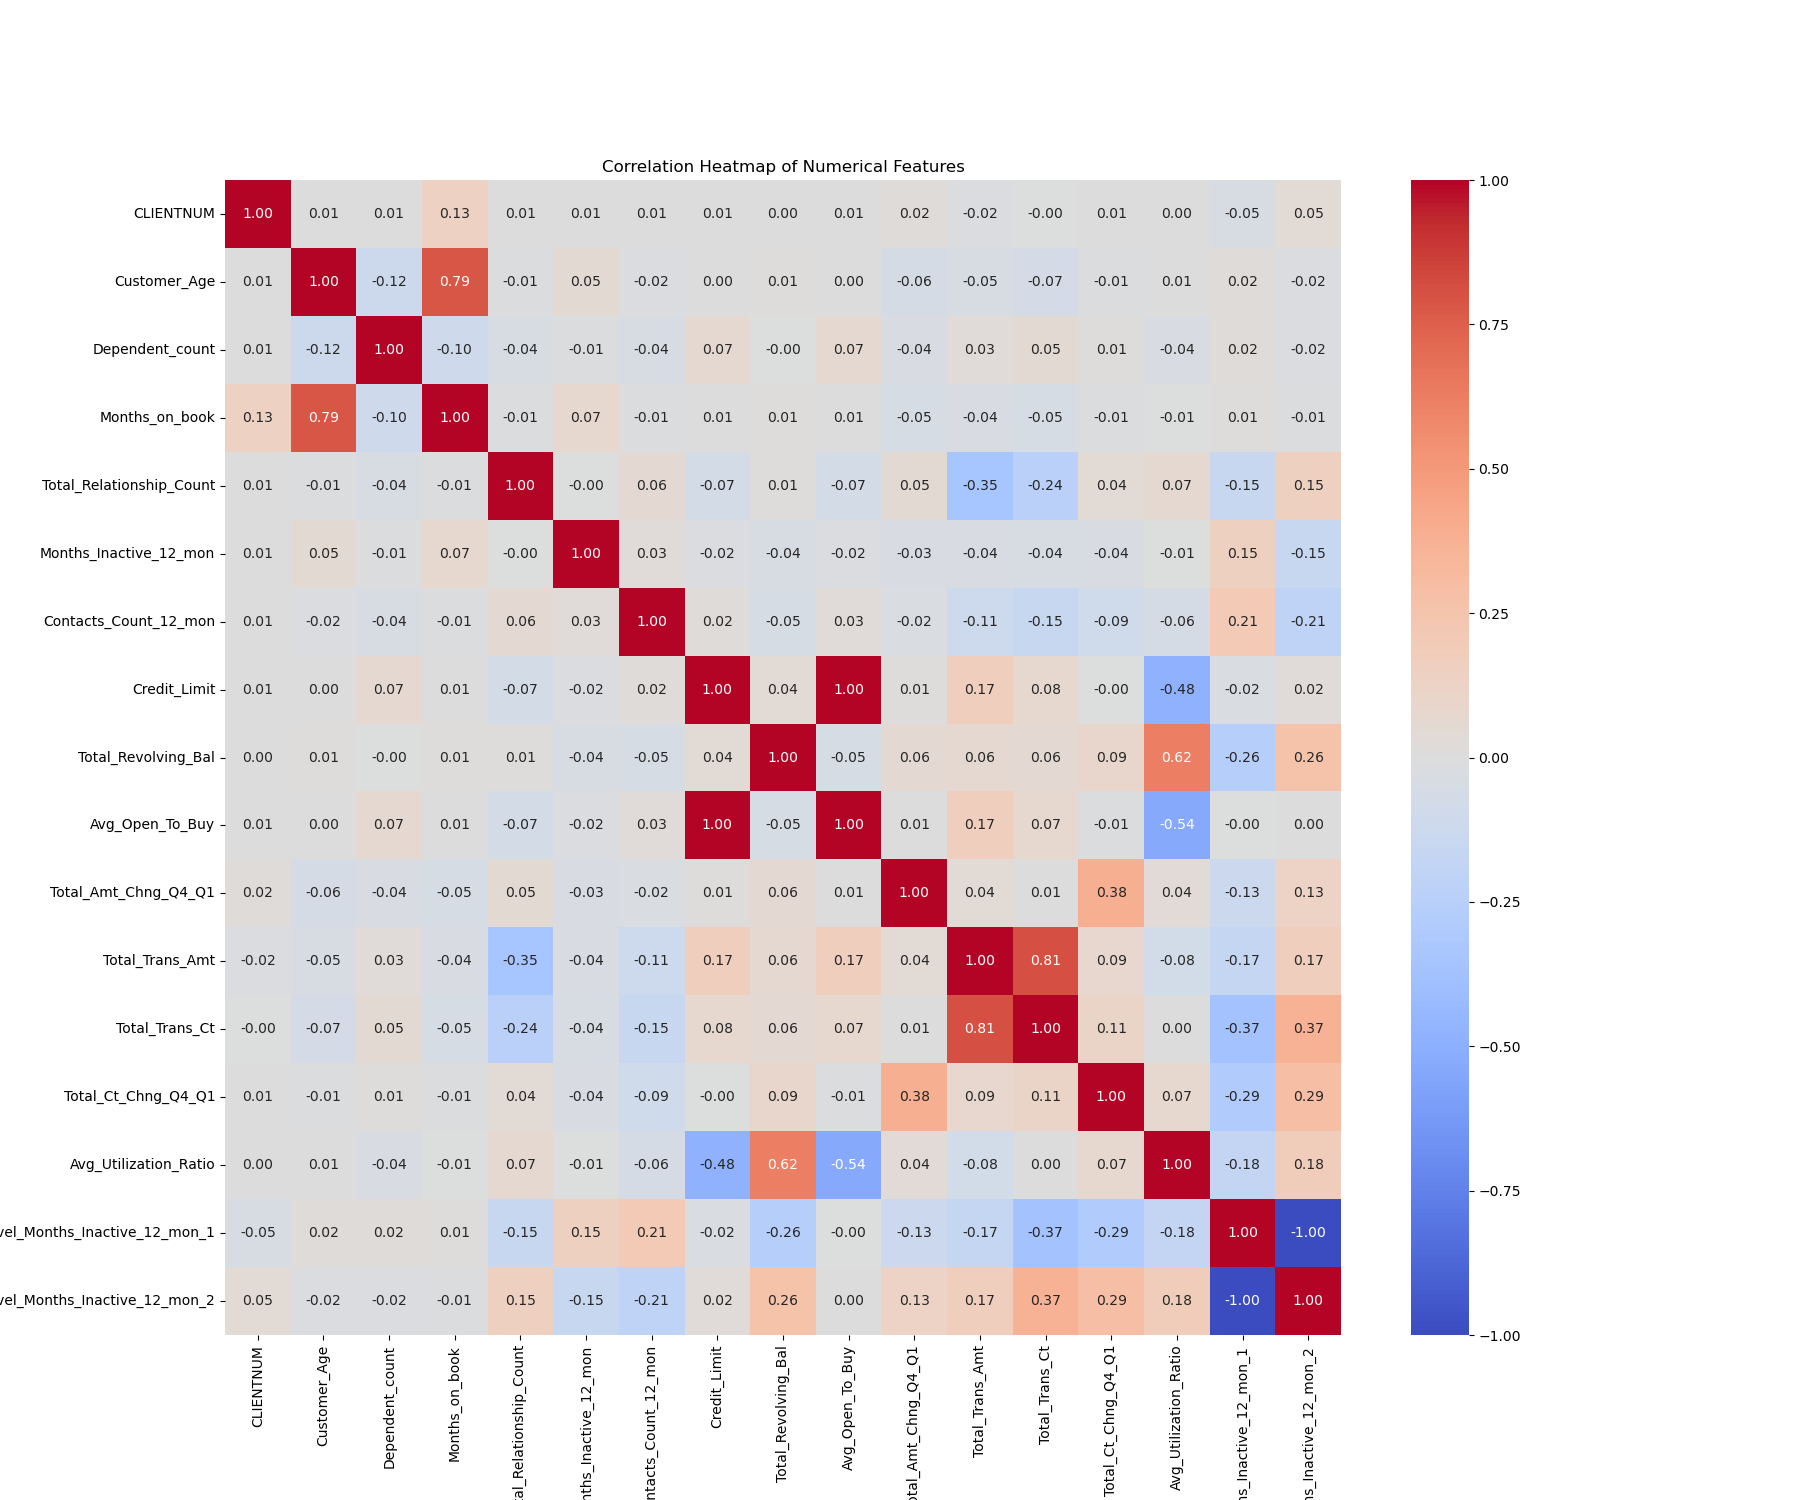 Correlation Heatmap of Numerical Features
CLIENTNUM 1.00 0.01 0.01 0.13 0.01 0.01 0.01 0.01 0.00 0.01 0.02 -0.02 -0.00 0.01 0.00 -0.05 0.05
Customer_Age 0.01 1.00 -0.12 0.79 -0.01 0.05 -0.02 0.00 0.01 0.00 -0.06 -0.05 -0.07 -0.01 0.01 0.02 -0.02
Dependent_count 0.01 -0.12 1.00 -0.10 -0.04 -0.01 -0.04 0.07 -0.00 0.07 -0.04 0.03 0.05 0.01 -0.04 0.02 -0.02
Months_on_book 0.13 0.79 -0.10 1.00 -0.01 0.07 -0.01 0.01 0.01 0.01 -0.05 -0.04 -0.05 -0.01 -0.01 0.01 -0.01
Total_Relationship_Count 0.01 -0.01 -0.04 -0.01 1.00 -0.00 0.06 -0.07 0.01 -0.07 0.05 -0.35 -0.24 0.04 0.07 -0.15 0.15
Months_Inactive_12_mon 0.01 0.05 -0.01 0.07 -0.00 1.00 0.03 -0.02 -0.04 -0.02 -0.03 -0.04 -0.04 -0.04 -0.01 0.15 -0.15
Contacts_Count_12_mon 0.01 -0.02 -0.04 -0.01 0.06 0.03 1.00 0.02 -0.05 0.03 -0.02 -0.11 -0.15 -0.09 -0.06 0.21 -0.21
Credit_Limit 0.01 0.00 0.07 0.01 -0.07 -0.02 0.02 1.00 0.04 1.00 0.01 0.17 0.08 -0.00 -0.48 -0.02 0.02
Total_Revolving_Bal 0.00 0.01 -0.00 0.01 0.01 -0.04 -0.05 0.04 1.00 -0.05 0.06 0.06 0.06 0.09 0.62 -0.26 0.26
Avg_Open_To_Buy 0.01 0.00 0.07 0.01 -0.07 -0.02 0.03 1.00 -0.05 1.00 0.01 0.17 0.07 -0.01 -0.54 -0.00 0.00
Total_Amt_Chng_Q4_Q1 0.02 -0.06 -0.04 -0.05 0.05 -0.03 -0.02 0.01 0.06 0.01 1.00 0.04 0.01 0.38 0.04 -0.13 0.13
Total_Trans_Amt -0.02 -0.05 0.03 -0.04 -0.35 -0.04 -0.11 0.17 0.06 0.17 0.04 1.00 0.81 0.09 -0.08 -0.17 0.17
Total_Trans_Ct -0.00 -0.07 0.05 -0.05 -0.24 -0.04 -0.15 0.08 0.06 0.07 0.01 0.81 1.00 0.11 0.00 -0.37 0.37
Total_Ct_Chng_Q4_Q1 0.01 -0.01 0.01 -0.01 0.04 -0.04 -0.09 -0.00 0.09 -0.01 0.38 0.09 0.11 1.00 0.07 -0.29 0.29
Avg_Utilization_Ratio 0.00 0.01 -0.04 -0.01 0.07 -0.01 -0.06 -0.48 0.62 -0.54 0.04 -0.08 0.00 0.07 1.00 -0.18 0.18
vel_Months_Inactive_12_mon_1 -0.05 0.02 0.02 0.01 -0.15 0.15 0.21 -0.02 -0.26 -0.00 -0.13 -0.17 -0.37 -0.29 -0.18 1.00 -1.00
vel_Months_Inactive_12_mon_2 0.05 -0.02 -0.02 -0.01 0.15 -0.15 -0.21 0.02 0.26 0.00 0.13 0.17 0.37 0.29 0.18 -1.00 1.00
CLIENTNUM
Customer_Age
Dependent_count
Months_on_book
tal_Relationship_Count
nths_Inactive_12_mon
ntacts_Count_12_mon
Credit_Limit
Total_Revolving_Bal
Avg_Open_To_Buy
otal_Amt_Chng_Q4_Q1
Total_Trans_Amt
Total_Trans_Ct
Total_Ct_Chng_Q4_Q1
Avg_Utilization_Ratio
ns_Inactive_12_mon_1
ns_Inactive_12_mon_2
1.00
0.75
0.50
0.25
0.00
−0.25
−0.50
−0.75
−1.00